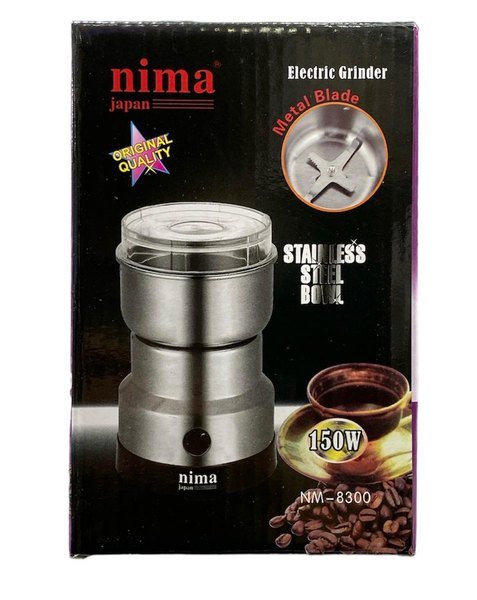 nima®
japan
Electric Grinder
Metal Blade
ORIGINAL
QUALITY
STAINLESS
STEEL
BOWL
150W
nima
japan
NM-8300